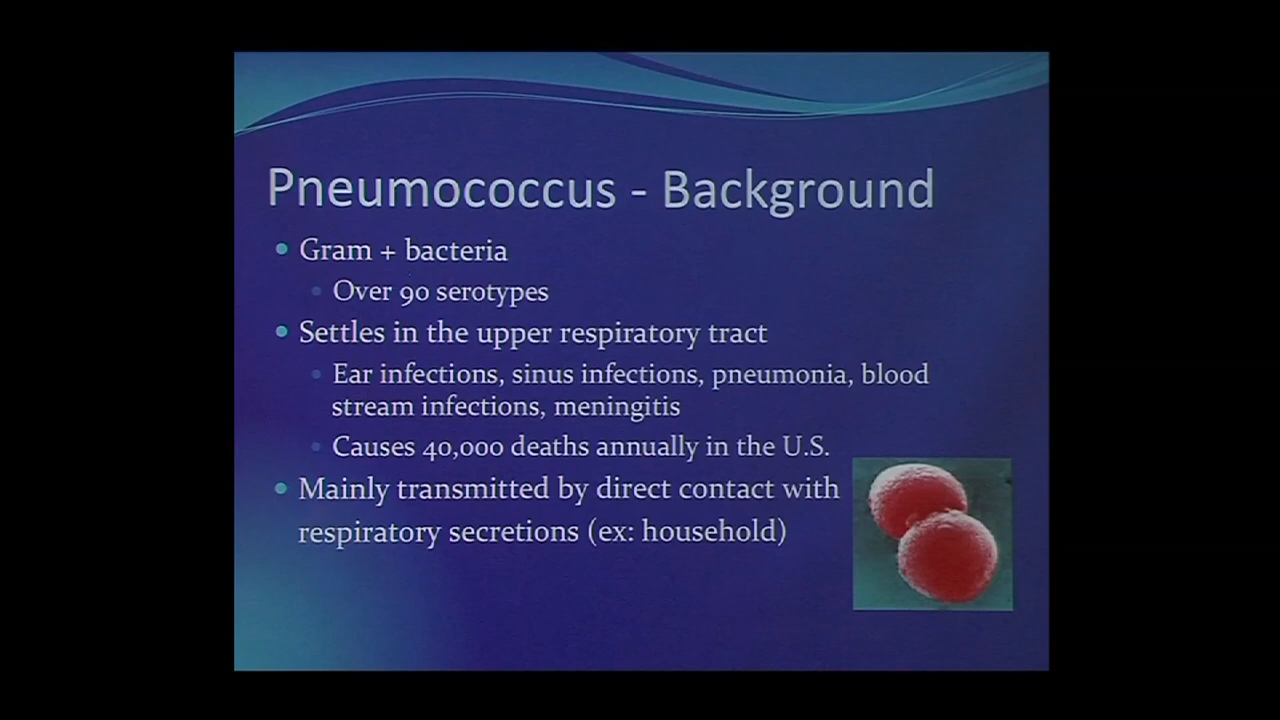 Pneumococcus - Background
Gram + bacteria
Over 90 serotypes
Settles in the upper respiratory tract
Ear infections, sinus infections, pneumonia, blood
stream infections, meningitis
Causes 40,000 deaths annually in the U.S.
Mainly transmitted by direct contact with
respiratory secretions (ex: household)